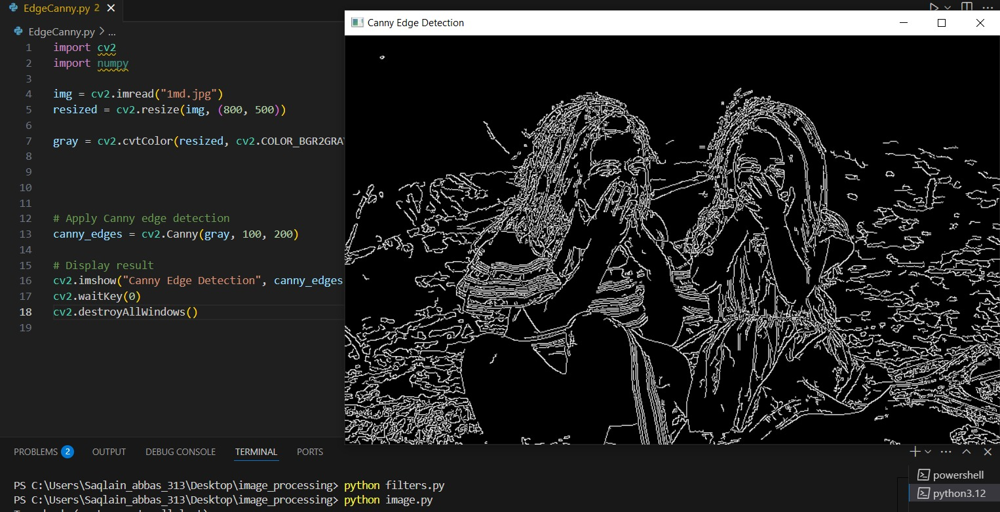 EdgeCanny.py 2
EdgeCanny.py > ...
1 import cv2
2 import numpy
3
4 img = cv2.imread("1md.jpg")
5 resized = cv2.resize(img, (800, 500))
6
7 gray = cv2.cvtColor(resized, cv2.COLOR_BGR2GRA
8
9
10
11
12 # Apply Canny edge detection
13 canny_edges = cv2.Canny(gray, 100, 200)
14
15 # Display result
16 cv2.imshow("Canny Edge Detection", canny_edges
17 cv2.waitKey(0)
18 cv2.destroyAllWindows()
19
Canny Edge Detection
PROBLEMS 2 OUTPUT DEBUG CONSOLE TERMINAL PORTS
PS C:\Users\Saqlain_abbas_313\Desktop\image_processing> python filters.py
PS C:\Users\Saqlain_abbas_313\Desktop\image_processing> python image.py
powershell
python3.12